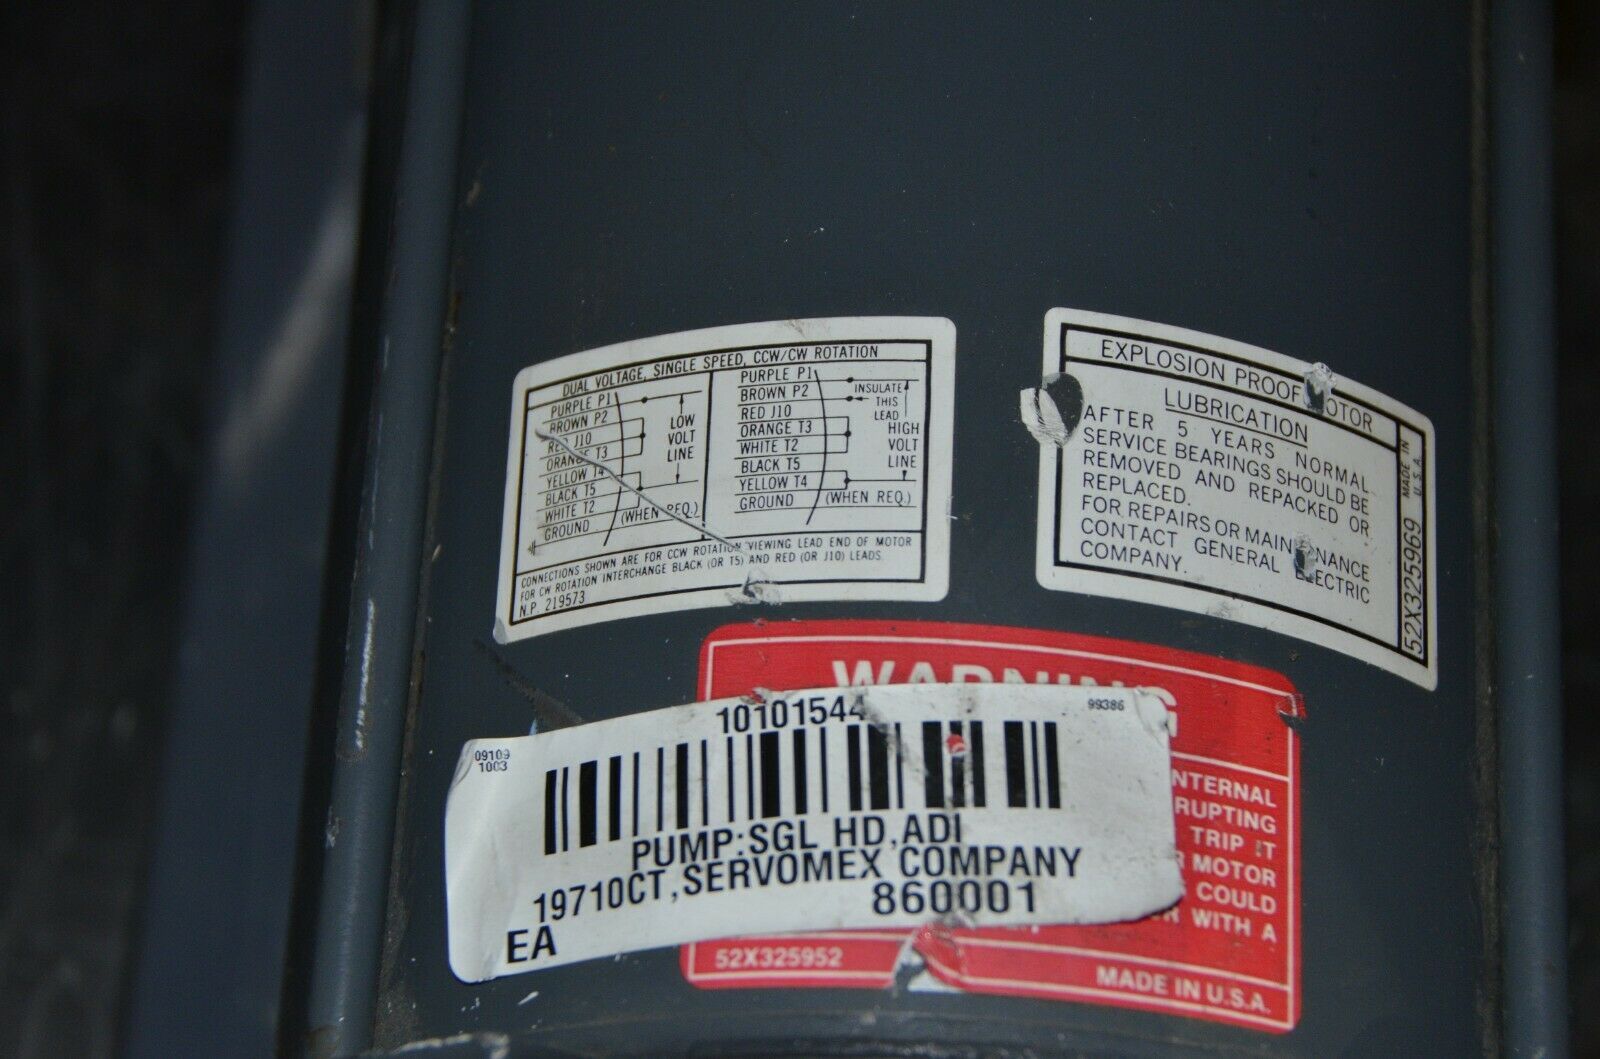 DUAL VOLTAGE, SINGLE SPEED, CCW/CW ROTATION
PURPLE P1
BROWN P2
RED J10
ORANGE T3
YELLOW T4
BLACK T5
WHITE T2
GROUND
(WHEN REQ.)
LOW
VOLT
LINE
PURPLE P1
BROWN P2
RED J10
ORANGE T3
WHITE T2
BLACK T5
YELLOW T4
GROUND
(WHEN REQ.)
INSULATE
THIS
LEAD
HIGH
VOLT
LINE
CONNECTIONS SHOWN ARE FOR CCW ROTATION VIEWING LEAD END OF MOTOR
FOR CW ROTATION INTERCHANGE BLACK (OR T5) AND RED (OR J10) LEADS.
N.P. 219573
EXPLOSION PROOF MOTOR
LUBRICATION
AFTER 5 YEARS NORMAL
SERVICE BEARINGS SHOULD BE
REMOVED AND REPACKED OR
REPLACED.
FOR REPAIRS OR MAINTENANCE
CONTACT GENERAL ELECTRIC
COMPANY.
52X325969
MADE IN
U.S.A.
WARNING
NTERNAL
RUPTING
TRIP IT
MOTOR
COULD
WITH A
52X325952
MADE IN U.S.A.
10101544
99386
09109
1003
PUMP:SGL HD,ADI
19710CT,SERVOMEX COMPANY
860001
EA